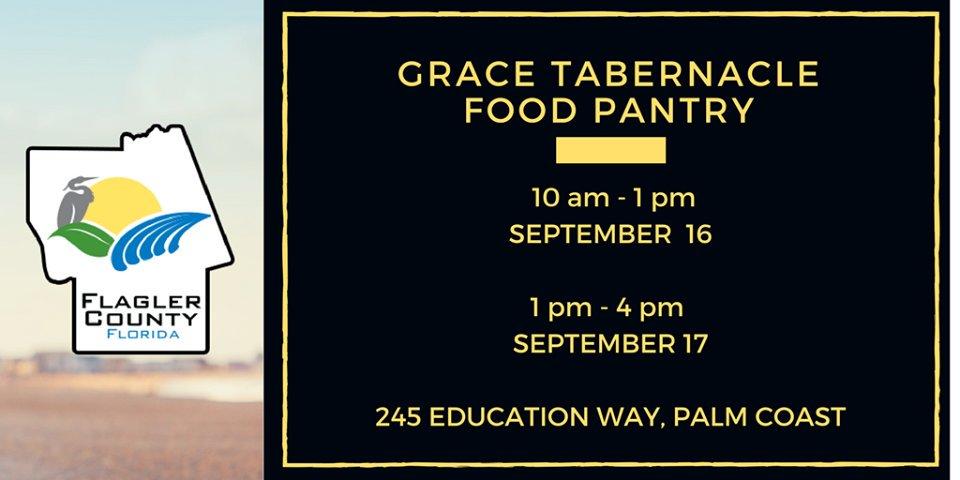 FLAGLER
COUNTY
FLORIDA
GRACE TABERNACLE
FOOD PANTRY
10 am - 1 pm
SEPTEMBER 16
1 pm - 4 pm
SEPTEMBER 17
245 EDUCATION WAY, PALM COAST